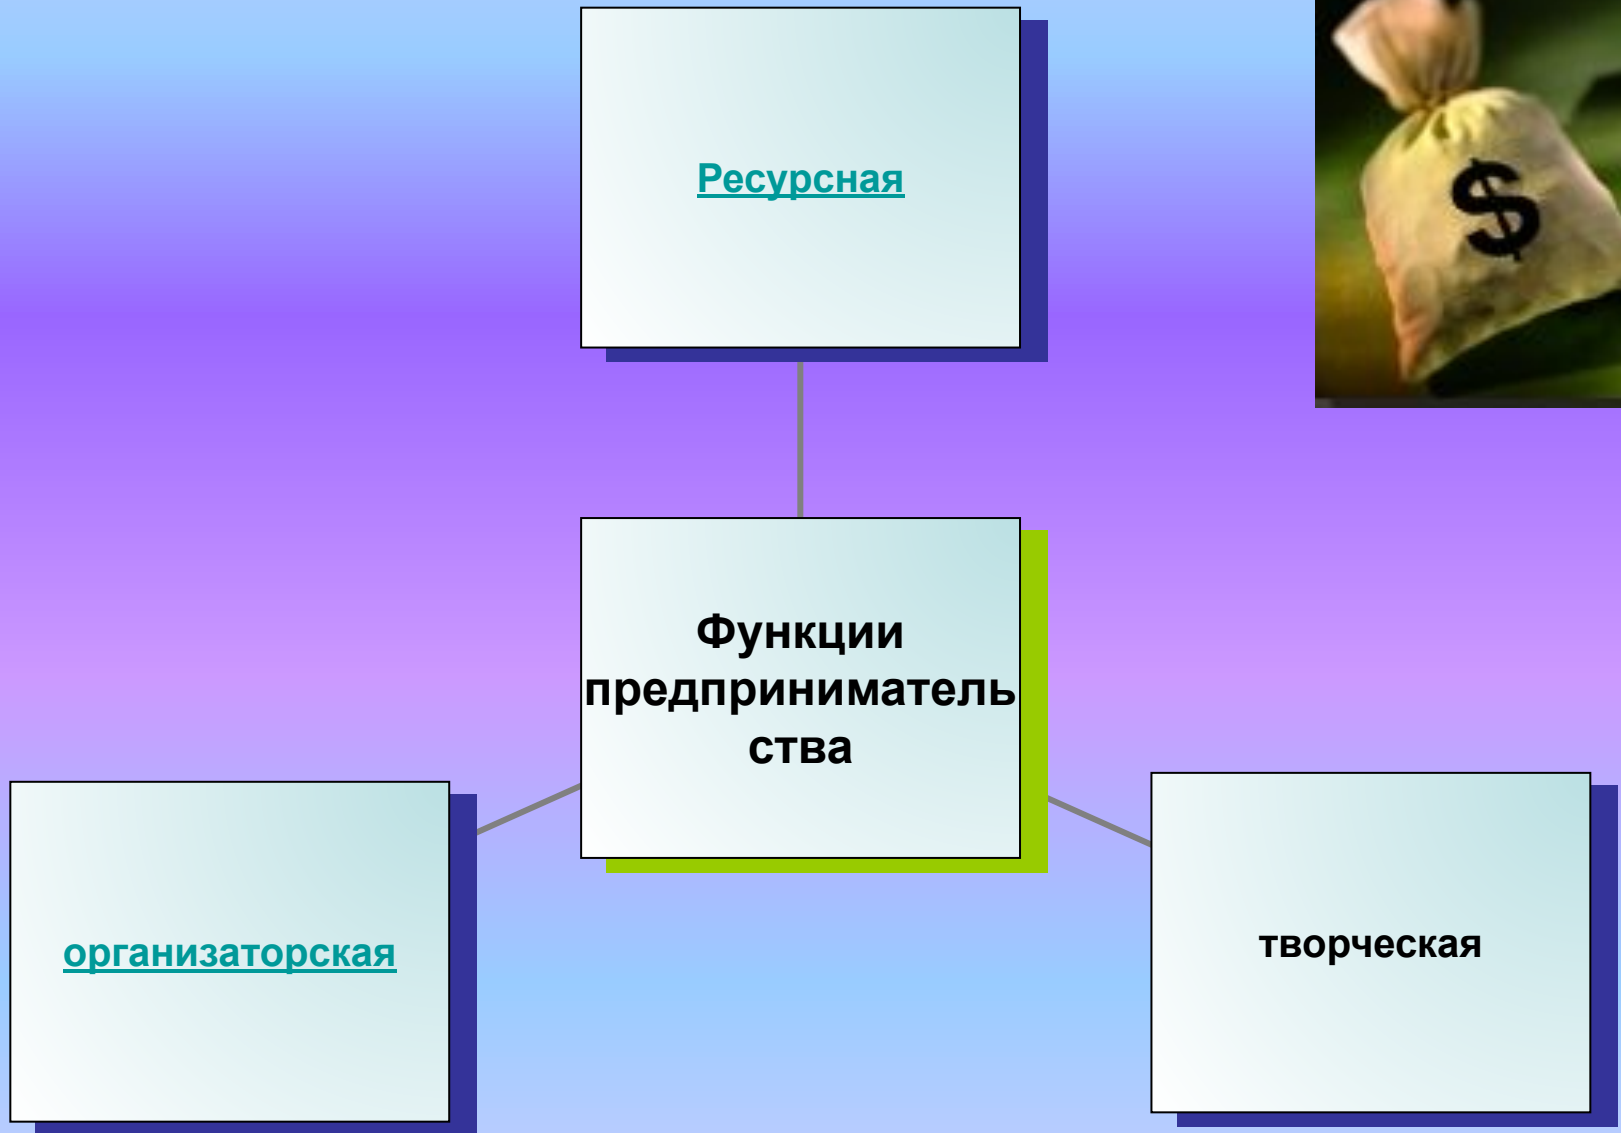 Ресурсная
$
Функции
предприниматель
ства
организаторская
творческая